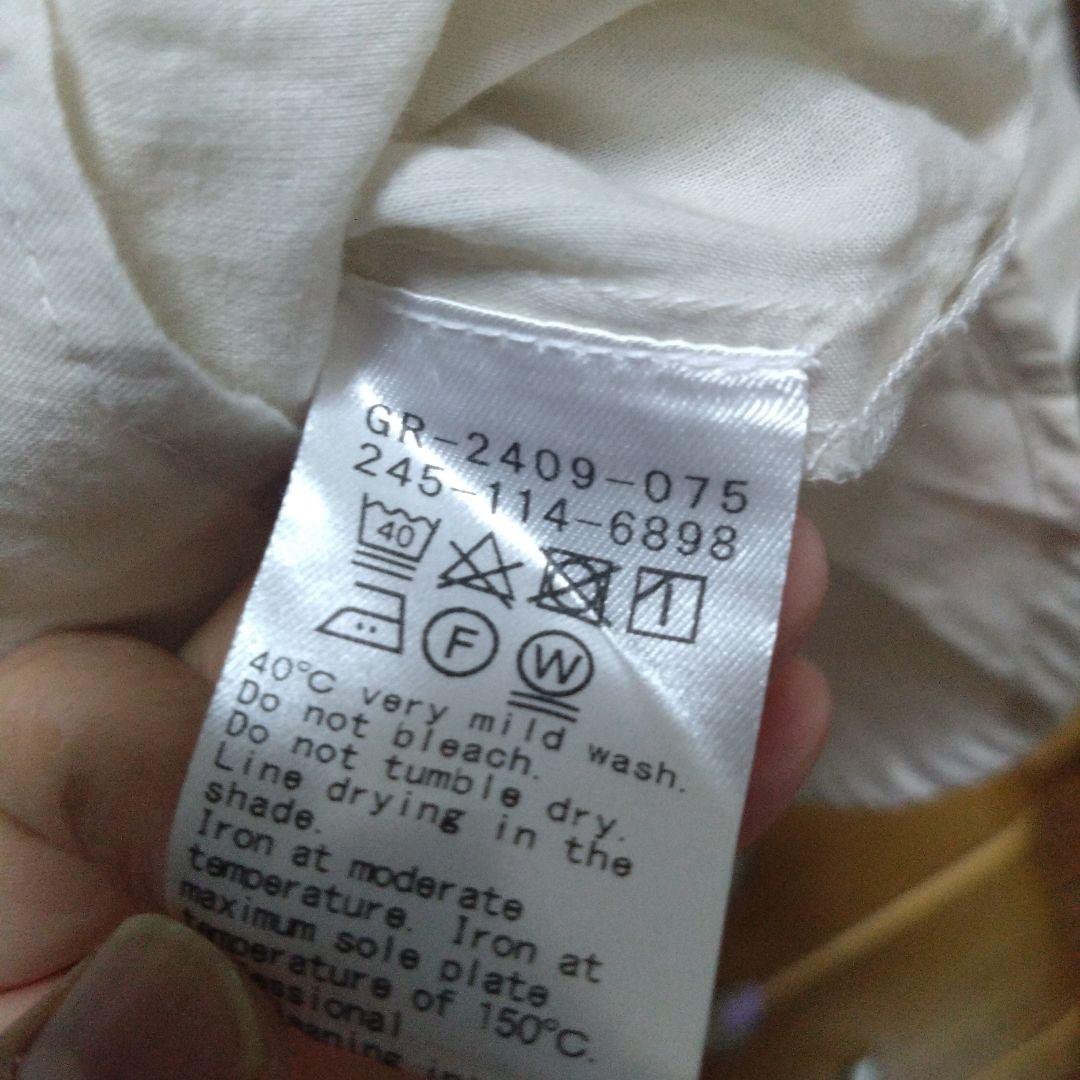 GR-2409-075
245-114-6898
40
F W
40°C very mild wash.
Do not bleach.
Do not tumble dry.
Line drying in the
shade.
Iron at moderate
temperature. Iron at
maximum sole plate
temperature of 150°C.